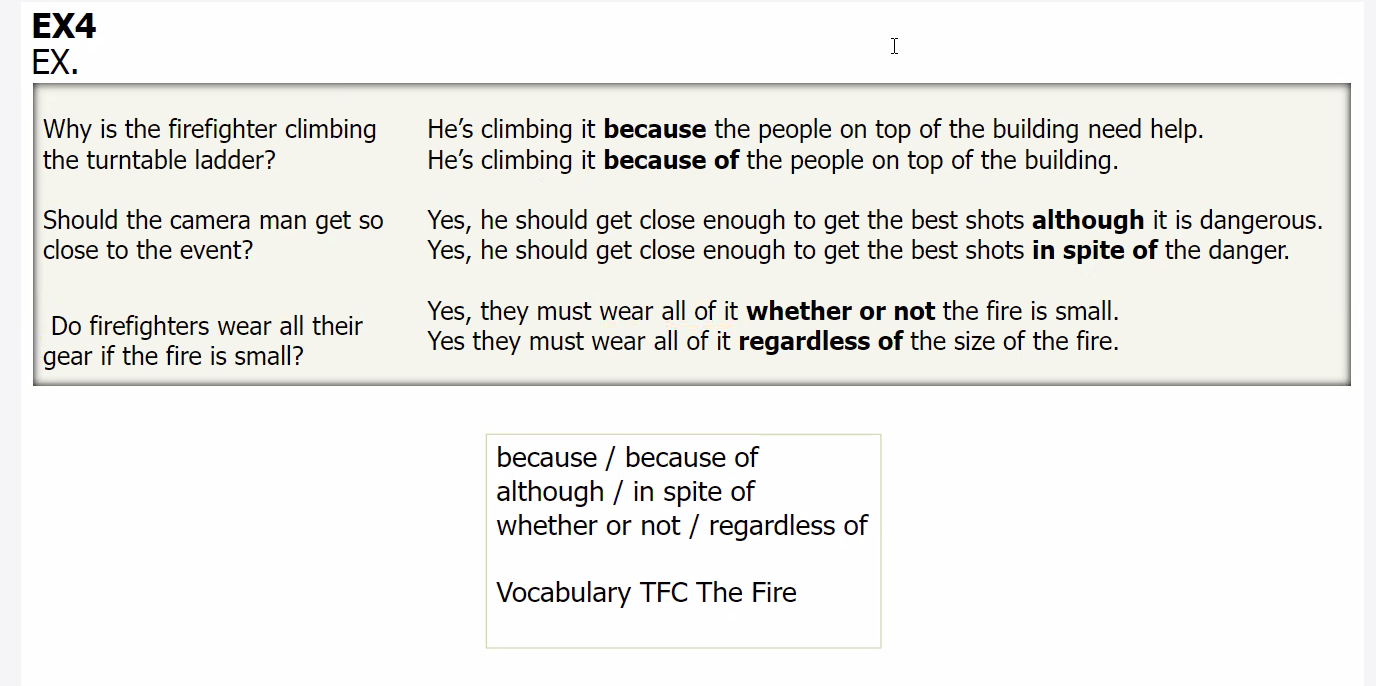 EX4
EX.
Why is the firefighter climbing
the turntable ladder?
He’s climbing it because the people on top of the building need help.
He’s climbing it because of the people on top of the building.
Should the camera man get so
close to the event?
Yes, he should get close enough to get the best shots although it is dangerous.
Yes, he should get close enough to get the best shots in spite of the danger.
Do firefighters wear all their
gear if the fire is small?
Yes, they must wear all of it whether or not the fire is small.
Yes they must wear all of it regardless of the size of the fire.
because / because of
although / in spite of
whether or not / regardless of
Vocabulary TFC The Fire